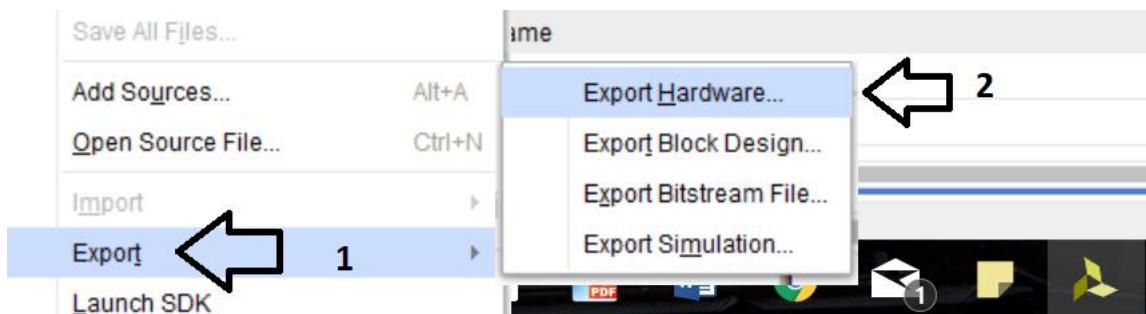 Save All Files...
ame
Add Sources... Alt+A
Open Source File... Ctrl+N
Import
Export
Launch SDK
Export Hardware...
Export Block Design...
Export Bitstream File...
Export Simulation...
1
2
PDF
1